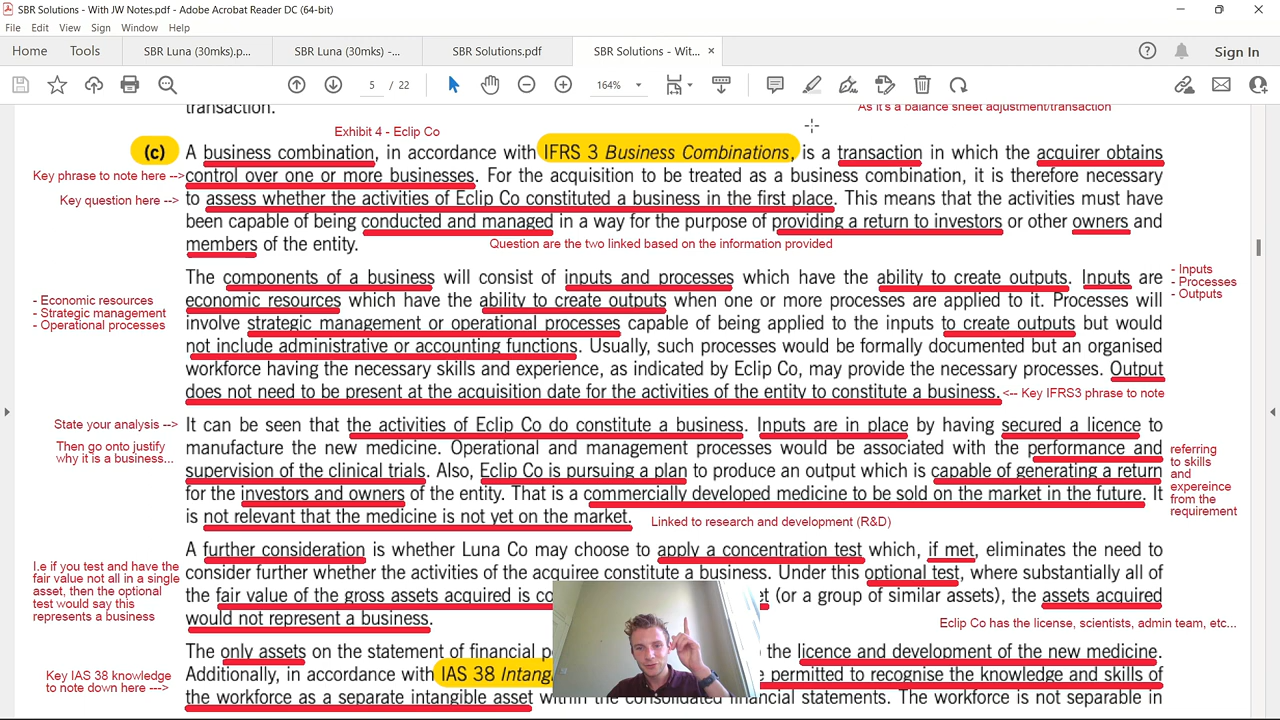 SBR Solutions - With JW Notes.pdf - Adobe Acrobat Reader DC (64-bit)
File Edit View Sign Window Help
Home Tools SBR Luna (30mks).p... SBR Luna (30mks) -... SBR Solutions.pdf SBR Solutions - Wit... × Sign In
5 / 22 164%
transaction.
As it's a balance sheet adjustment/transaction
Exhibit 4 - Eclip Co
(c) A business combination, in accordance with IFRS 3 Business Combinations, is a transaction in which the acquirer obtains
Key phrase to note here --> control over one or more businesses. For the acquisition to be treated as a business combination, it is therefore necessary
Key question here --> to assess whether the activities of Eclip Co constituted a business in the first place. This means that the activities must have
been capable of being conducted and managed in a way for the purpose of providing a return to investors or other owners and
members of the entity.
Question are the two linked based on the information provided
The components of a business will consist of inputs and processes which have the ability to create outputs. Inputs are
- Inputs
- Processes
- Outputs
- Economic resources
- Strategic management
- Operational processes
economic resources which have the ability to create outputs when one or more processes are applied to it. Processes will
involve strategic management or operational processes capable of being applied to the inputs to create outputs but would
not include administrative or accounting functions. Usually, such processes would be formally documented but an organised
workforce having the necessary skills and experience, as indicated by Eclip Co, may provide the necessary processes. Output
does not need to be present at the acquisition date for the activities of the entity to constitute a business. <-- Key IFRS3 phrase to note
State your analysis --> It can be seen that the activities of Eclip Co do constitute a business. Inputs are in place by having secured a licence to
Then go onto justify
why it is a business...
manufacture the new medicine. Operational and management processes would be associated with the performance and
supervision of the clinical trials. Also, Eclip Co is pursuing a plan to produce an output which is capable of generating a return
for the investors and owners of the entity. That is a commercially developed medicine to be sold on the market in the future. It
is not relevant that the medicine is not yet on the market.
Linked to research and development (R&D)
referring
to skills
and
expereince
from the
requirement
A further consideration is whether Luna Co may choose to apply a concentration test which, if met, eliminates the need to
I.e if you test and have the
fair value not all in a single
asset, then the optional
test would say this
represents a business
consider further whether the activities of the acquiree constitute a business. Under this optional test, where substantially all of
the fair value of the gross assets acquired is (or a group of similar assets), the assets acquired
would not represent a business.
Eclip Co has the license, scientists, admin team, etc...
The only assets on the statement of financial the licence and development of the new medicine.
Key IAS 38 knowledge
to note down here --->
Additionally, in accordance with IAS 38 permitted to recognise the knowledge and skills of
the workforce as a separate intangible asset within the consolidated financial statements. The workforce is not separable in